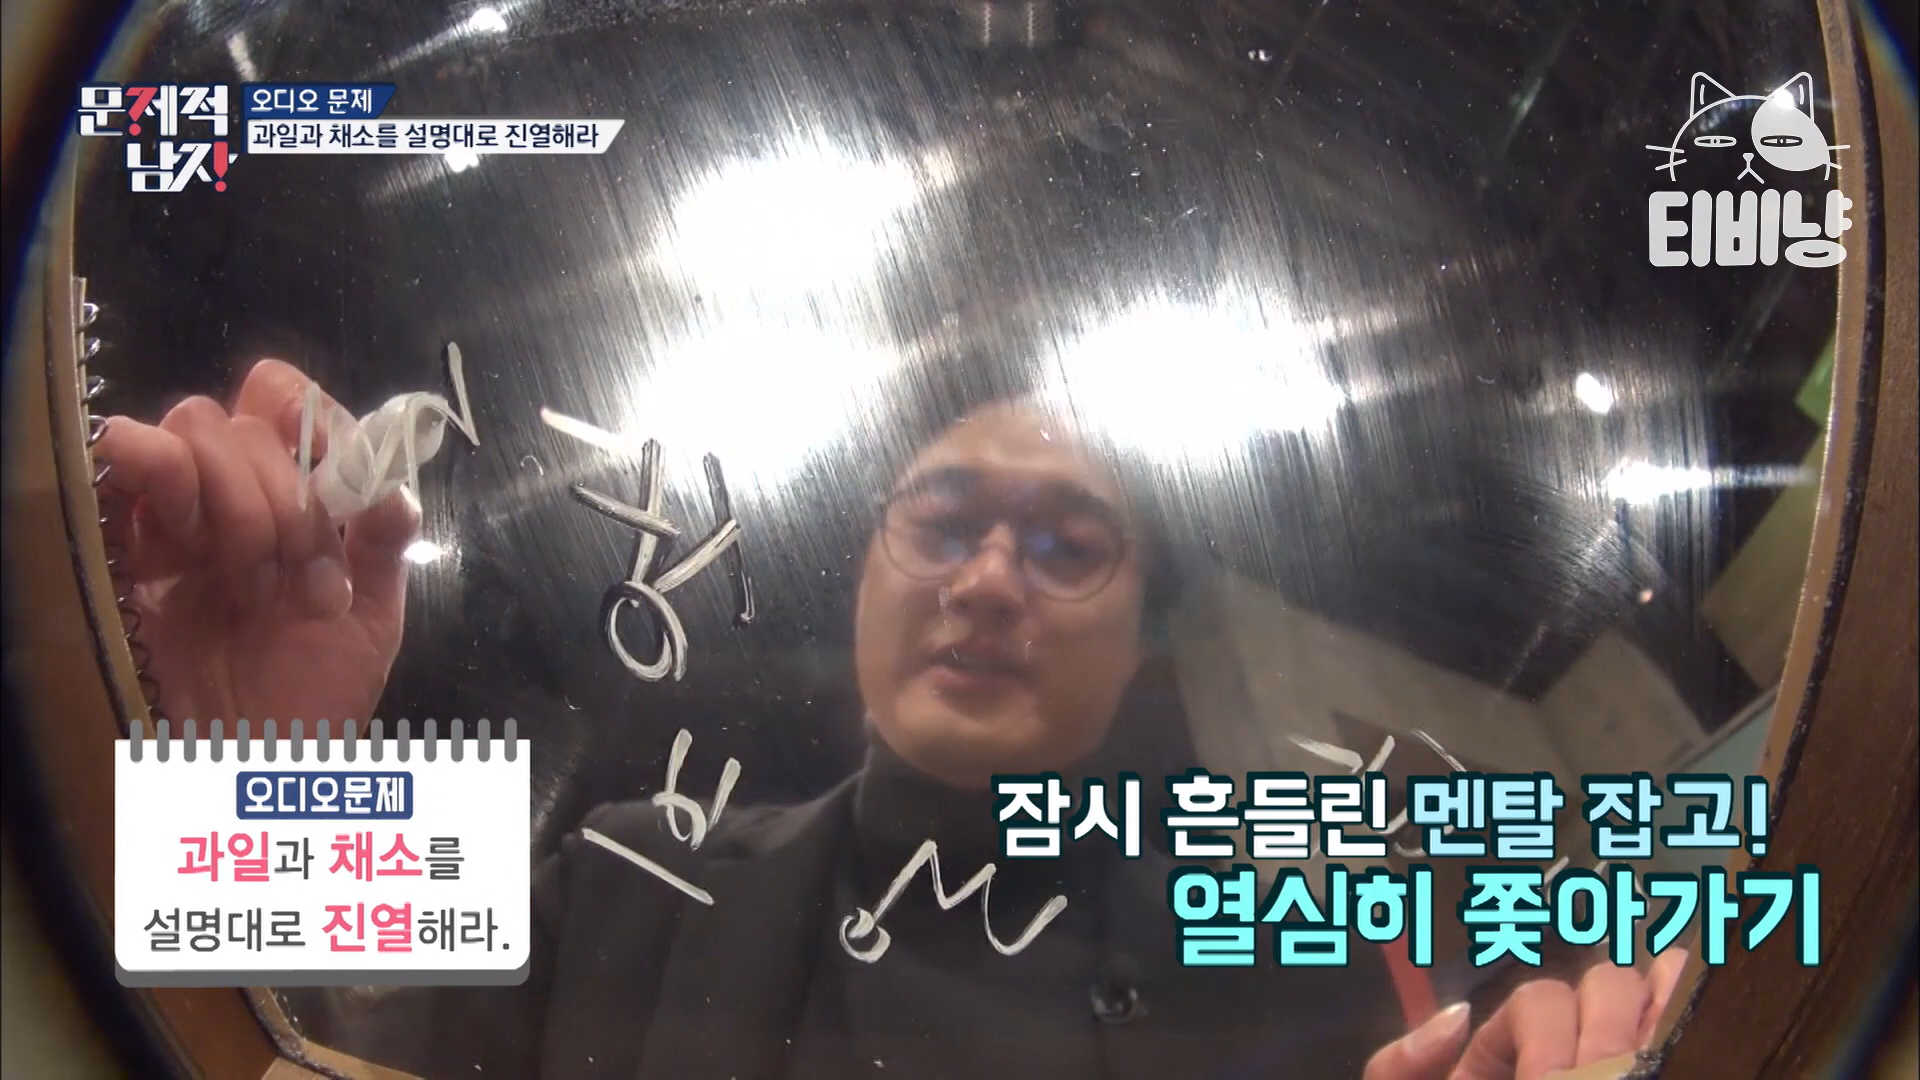 문제적
남자
오디오 문제
과일과 채소를 설명대로 진열해라
티비냥
오디오문제
과일과 채소를
설명대로 진열해라.
잠시 흔들린 멘탈 잡고!
열심히 쫓아가기